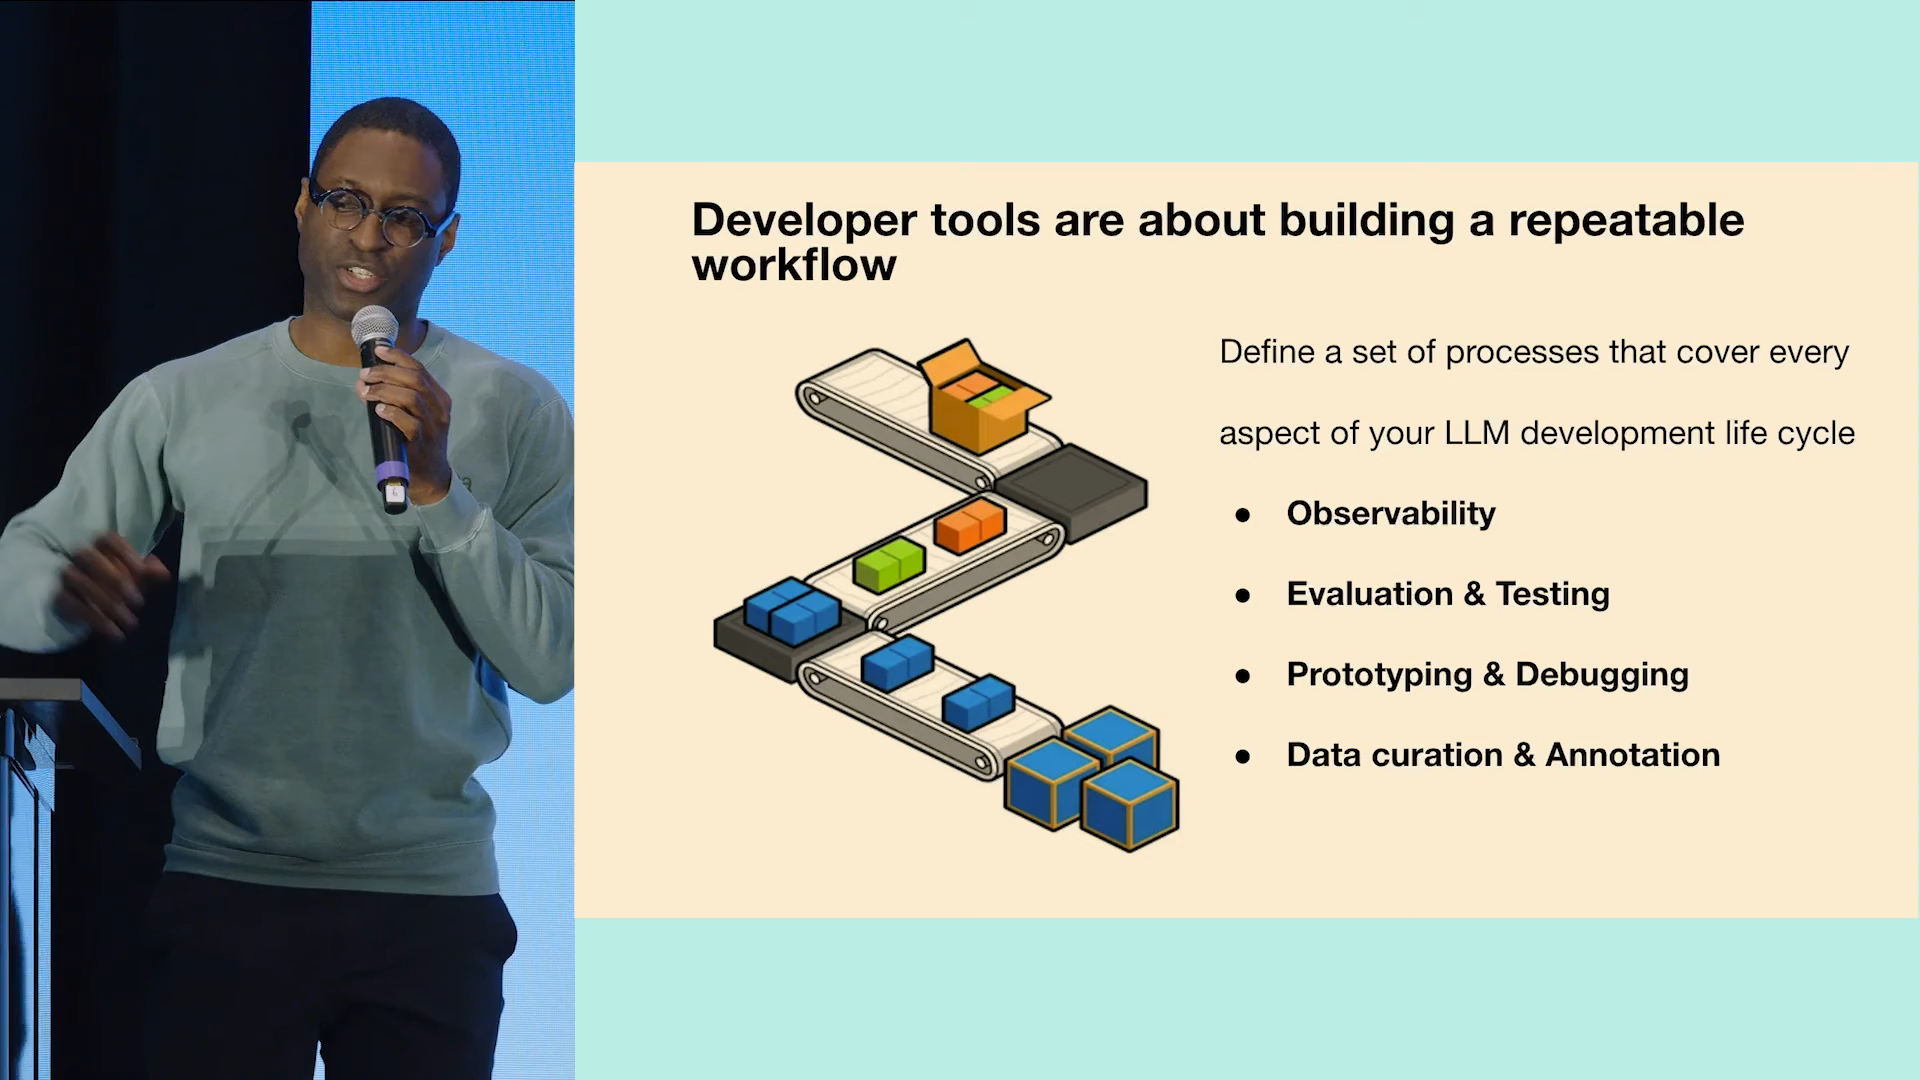 Developer tools are about building a repeatable
workflow
Define a set of processes that cover every
aspect of your LLM development life cycle
● Observability
● Evaluation & Testing
● Prototyping & Debugging
● Data curation & Annotation